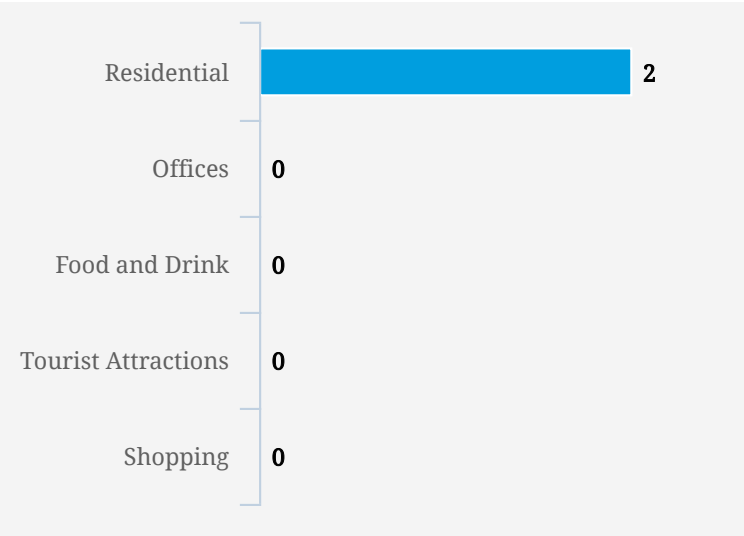 Residential 2
Offices 0
Food and Drink 0
Tourist Attractions 0
Shopping 0